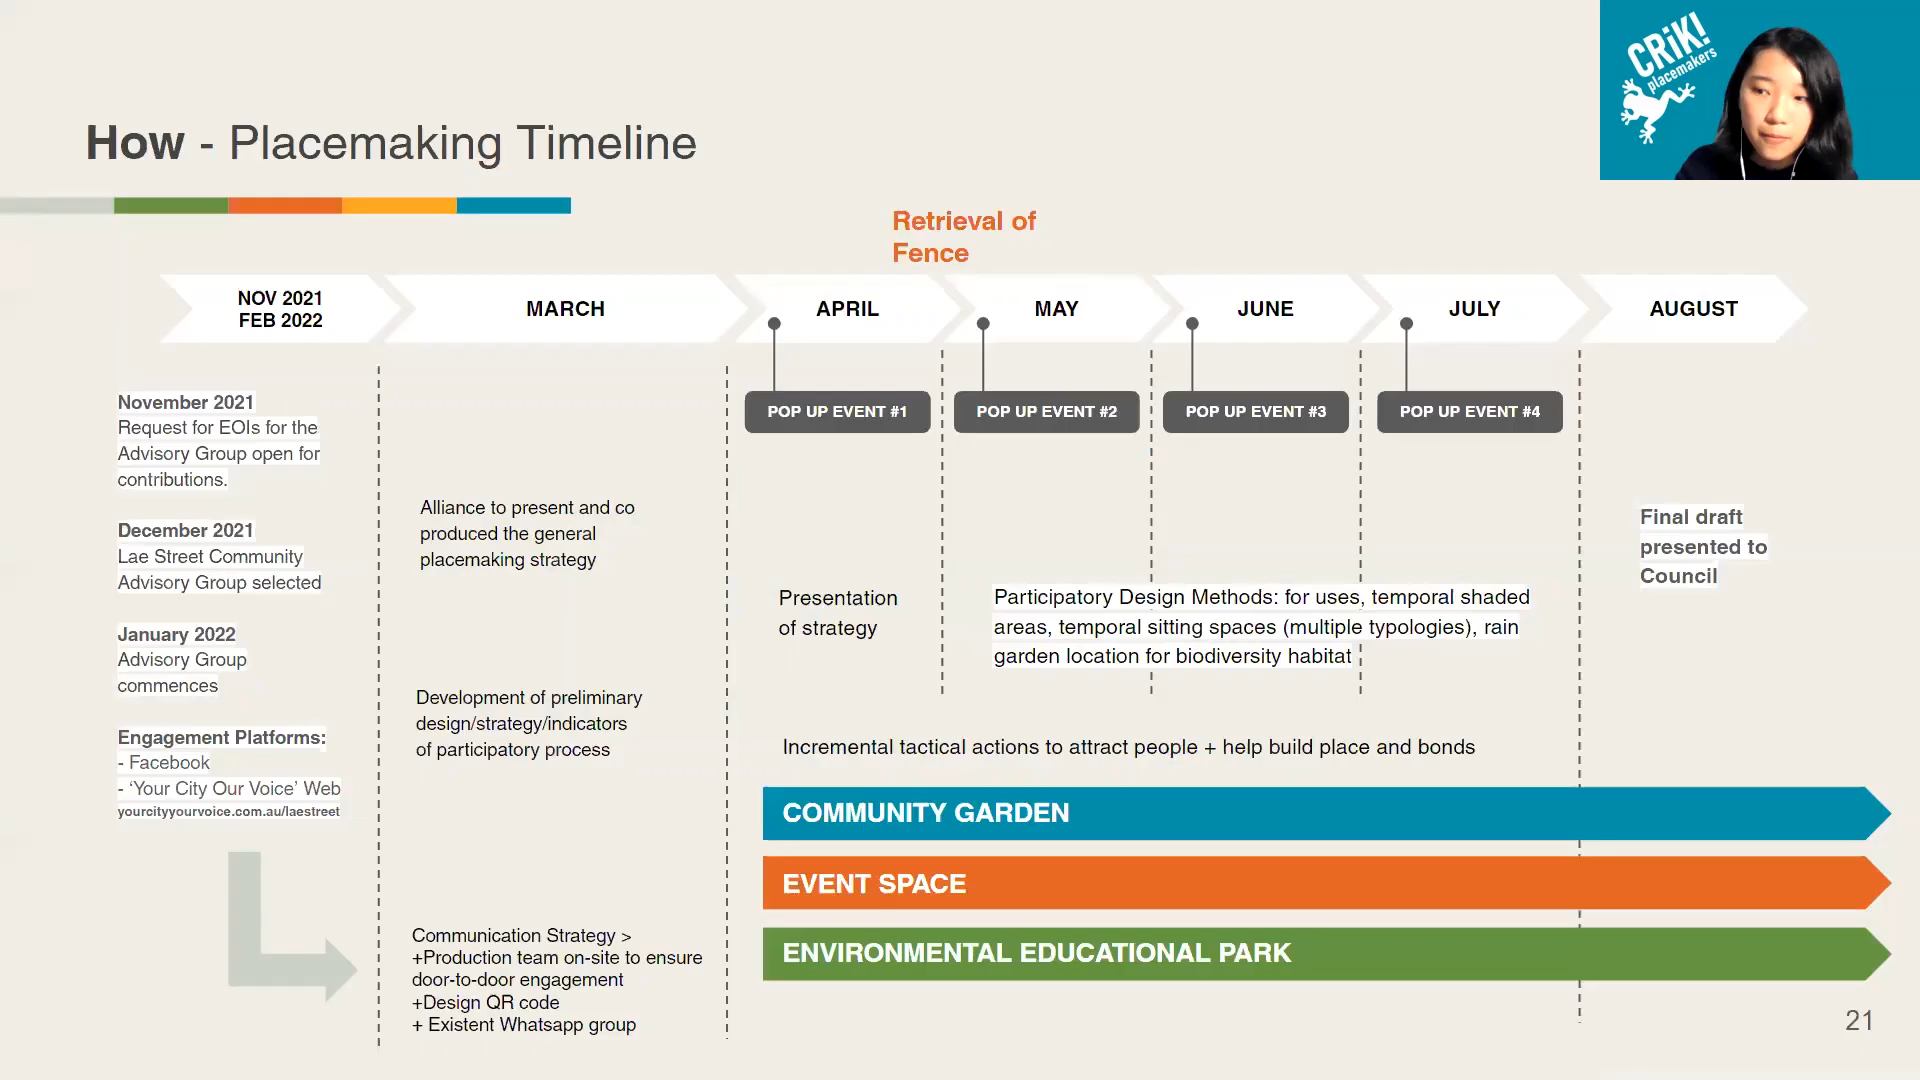 CRiK!
placemakers
How - Placemaking Timeline
Retrieval of
Fence
NOV 2021
FEB 2022
MARCH
APRIL
MAY
JUNE
JULY
AUGUST
POP UP EVENT #1
POP UP EVENT #2
POP UP EVENT #3
POP UP EVENT #4
November 2021
Request for EOIs for the
Advisory Group open for
contributions.
December 2021
Lae Street Community
Advisory Group selected
January 2022
Advisory Group
commences
Engagement Platforms:
- Facebook
- ‘Your City Our Voice’ Web
yourcityyourvoice.com.au/laestreet
Alliance to present and co
produced the general
placemaking strategy
Development of preliminary
design/strategy/indicators
of participatory process
Communication Strategy >
+Production team on-site to ensure
door-to-door engagement
+Design QR code
+ Existent Whatsapp group
Presentation
of strategy
Participatory Design Methods: for uses, temporal shaded
areas, temporal sitting spaces (multiple typologies), rain
garden location for biodiversity habitat
Final draft
presented to
Council
Incremental tactical actions to attract people + help build place and bonds
COMMUNITY GARDEN
EVENT SPACE
ENVIRONMENTAL EDUCATIONAL PARK
21